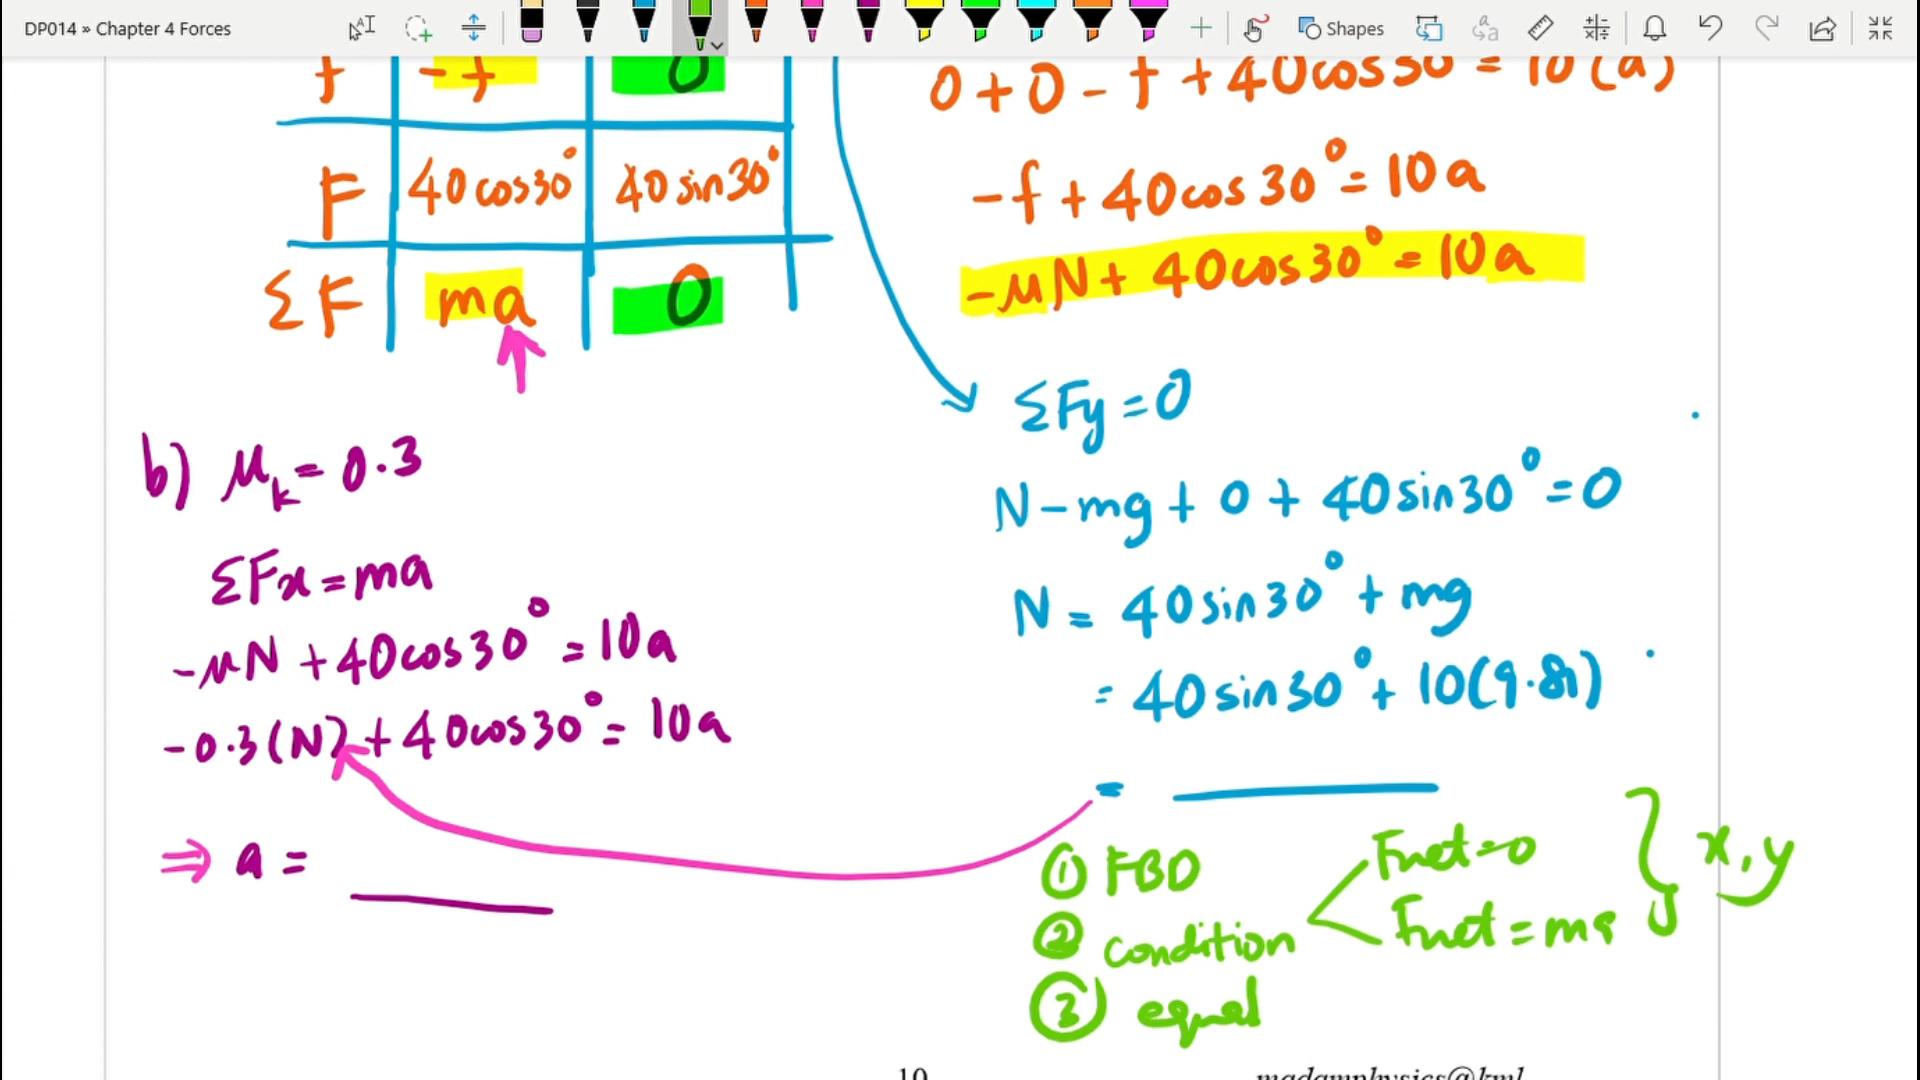 DP014 » Chapter 4 Forces
Shapes
f -f 0
F 40cos30° 40sin30°
ΣF ma 0
0+0-f+40cos30°=10(a)
-f+40cos30°=10a
-μN+40cos30°=10a
ΣFy=0
N-mg+0+40sin30°=0
N=40sin30°+mg
=40sin30°+10(9.81)
=
b) μk=0.3
ΣFx=ma
-μN+40cos30°=10a
-0.3(N)+40cos30°=10a
⇒ a=
① FBD
② condition Fnet=0
Fnet=ma
x,y
③ equal
10 madamphysics@kml